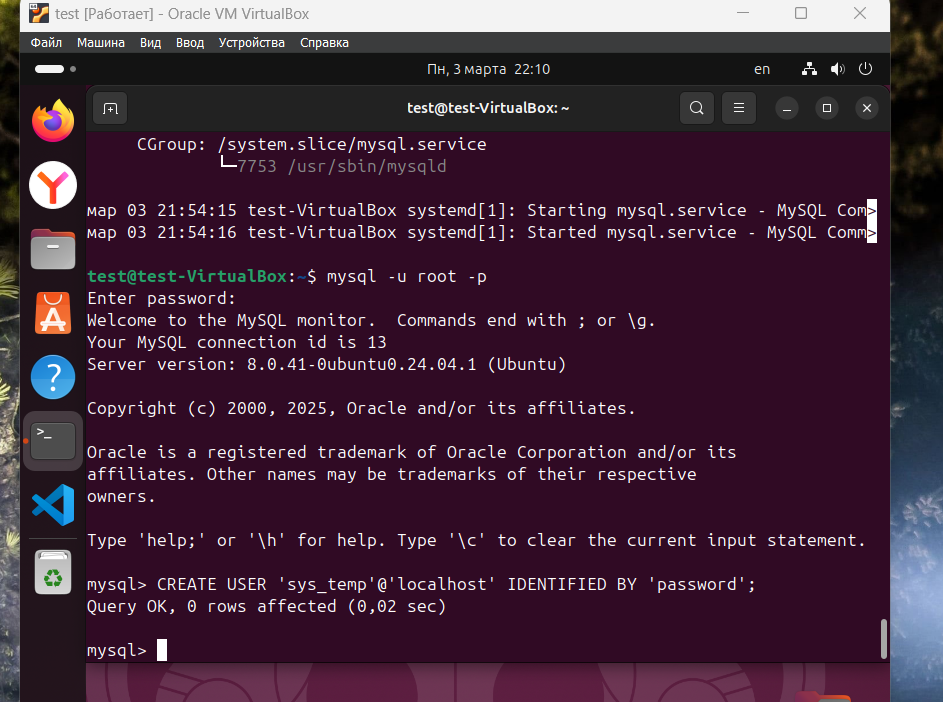 test [Работает] - Oracle VM VirtualBox
Файл Машина Вид Ввод Устройства Справка
Пн, 3 марта 22:10
en
test@test-VirtualBox: ~
CGroup: /system.slice/mysql.service
└─7753 /usr/sbin/mysqld
мар 03 21:54:15 test-VirtualBox systemd[1]: Starting mysql.service - MySQL Com>
мар 03 21:54:16 test-VirtualBox systemd[1]: Started mysql.service - MySQL Comm>
test@test-VirtualBox:~$ mysql -u root -p
Enter password:
Welcome to the MySQL monitor.  Commands end with ; or \g.
Your MySQL connection id is 13
Server version: 8.0.41-0ubuntu0.24.04.1 (Ubuntu)
Copyright (c) 2000, 2025, Oracle and/or its affiliates.
Oracle is a registered trademark of Oracle Corporation and/or its
affiliates. Other names may be trademarks of their respective
owners.
Type 'help;' or '\h' for help. Type '\c' to clear the current input statement.
mysql> CREATE USER 'sys_temp'@'localhost' IDENTIFIED BY 'password';
Query OK, 0 rows affected (0,02 sec)
mysql>